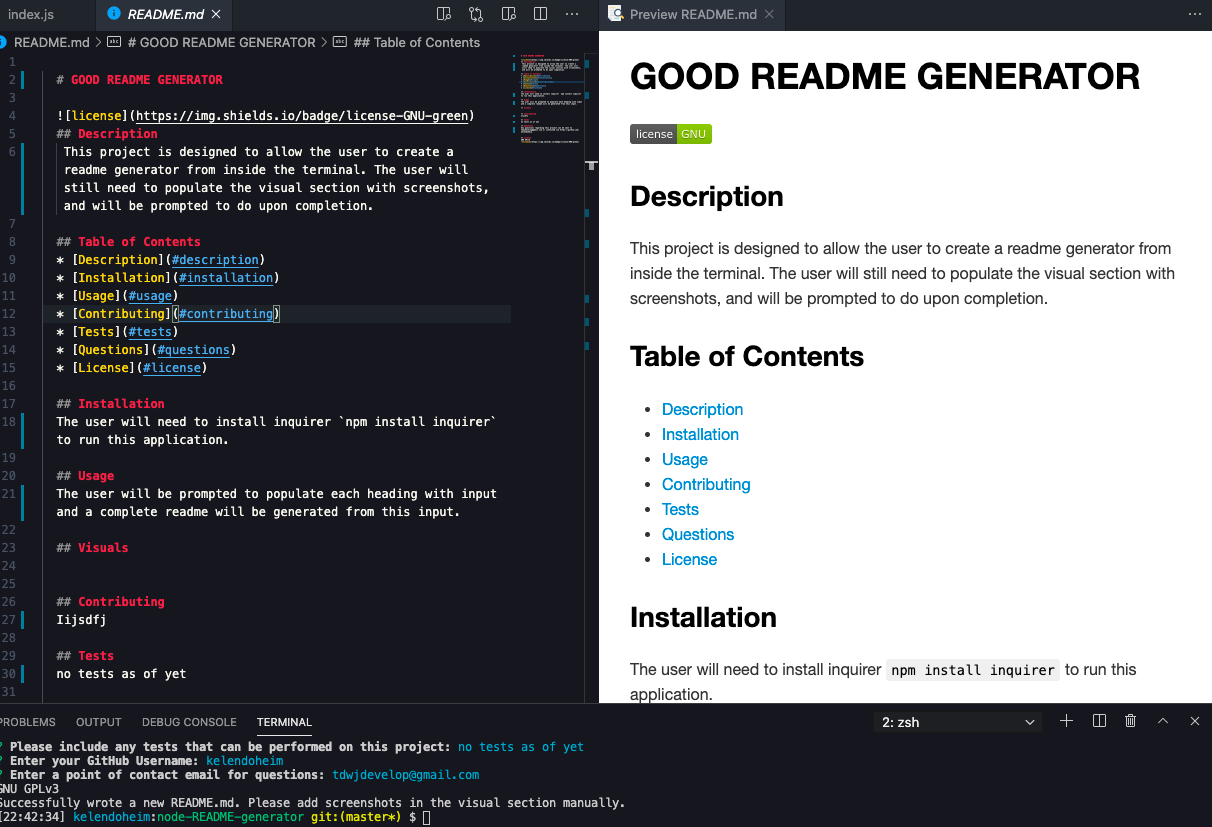 index.js
README.md
Preview README.md
README.md > # GOOD README GENERATOR > ## Table of Contents
1
2 # GOOD README GENERATOR
3
4 ![license](https://img.shields.io/badge/license-GNU-green)
5 ## Description
6 This project is designed to allow the user to create a
readme generator from inside the terminal. The user will
still need to populate the visual section with screenshots,
and will be prompted to do upon completion.
7
8 ## Table of Contents
9 * [Description](#description)
10 * [Installation](#installation)
11 * [Usage](#usage)
12 * [Contributing](#contributing)
13 * [Tests](#tests)
14 * [Questions](#questions)
15 * [License](#license)
16
17 ## Installation
18 The user will need to install inquirer `npm install inquirer`
to run this application.
19
20 ## Usage
21 The user will be prompted to populate each heading with input
and a complete readme will be generated from this input.
22
23 ## Visuals
24
25
26 ## Contributing
27 Iijsdfj
28
29 ## Tests
30 no tests as of yet
31
GOOD README GENERATOR
license GNU
Description
This project is designed to allow the user to create a readme generator from
inside the terminal. The user will still need to populate the visual section with
screenshots, and will be prompted to do upon completion.
Table of Contents
• Description
• Installation
• Usage
• Contributing
• Tests
• Questions
• License
Installation
The user will need to install inquirer npm install inquirer to run this
application.
PROBLEMS OUTPUT DEBUG CONSOLE TERMINAL 2: zsh
? Please include any tests that can be performed on this project: no tests as of yet
? Enter your GitHub Username: kelendoheim
? Enter a point of contact email for questions: tdwjdevelop@gmail.com
GNU GPLv3
Successfully wrote a new README.md. Please add screenshots in the visual section manually.
[22:42:34] kelendoheim:node-README-generator git:(master*) $